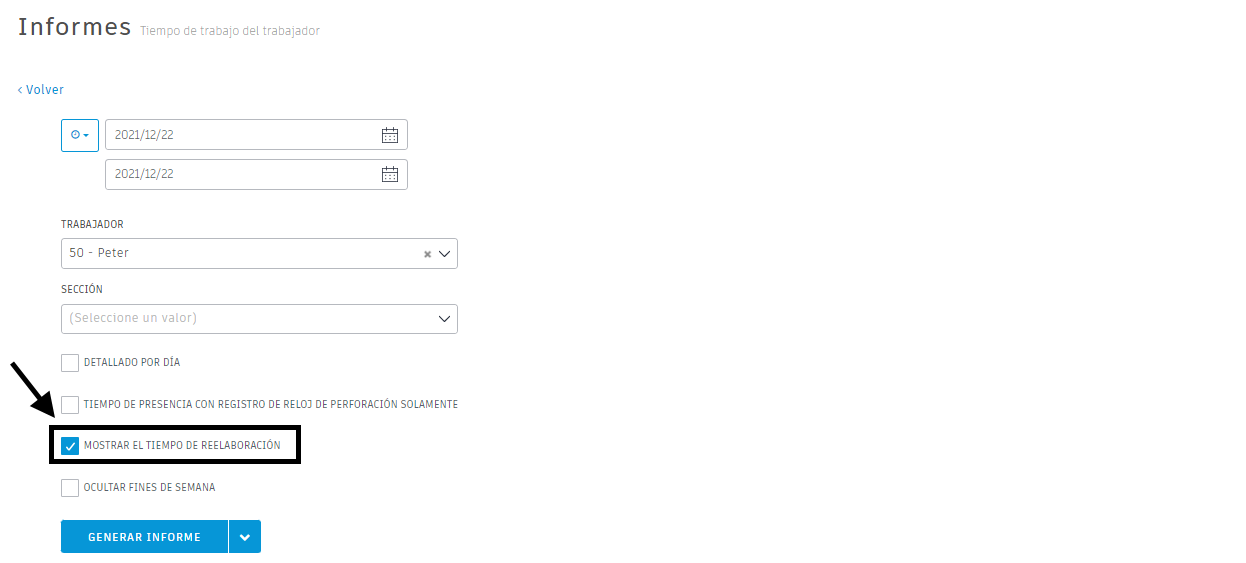 Informes Tiempo de trabajo del trabajador
‹ Volver
2021/12/22
2021/12/22
TRABAJADOR
50 - Peter
SECCIÓN
(Seleccione un valor)
DETALLADO POR DÍA
TIEMPO DE PRESENCIA CON REGISTRO DE RELOJ DE PERFORACIÓN SOLAMENTE
MOSTRAR EL TIEMPO DE REELABORACIÓN
OCULTAR FINES DE SEMANA
GENERAR INFORME